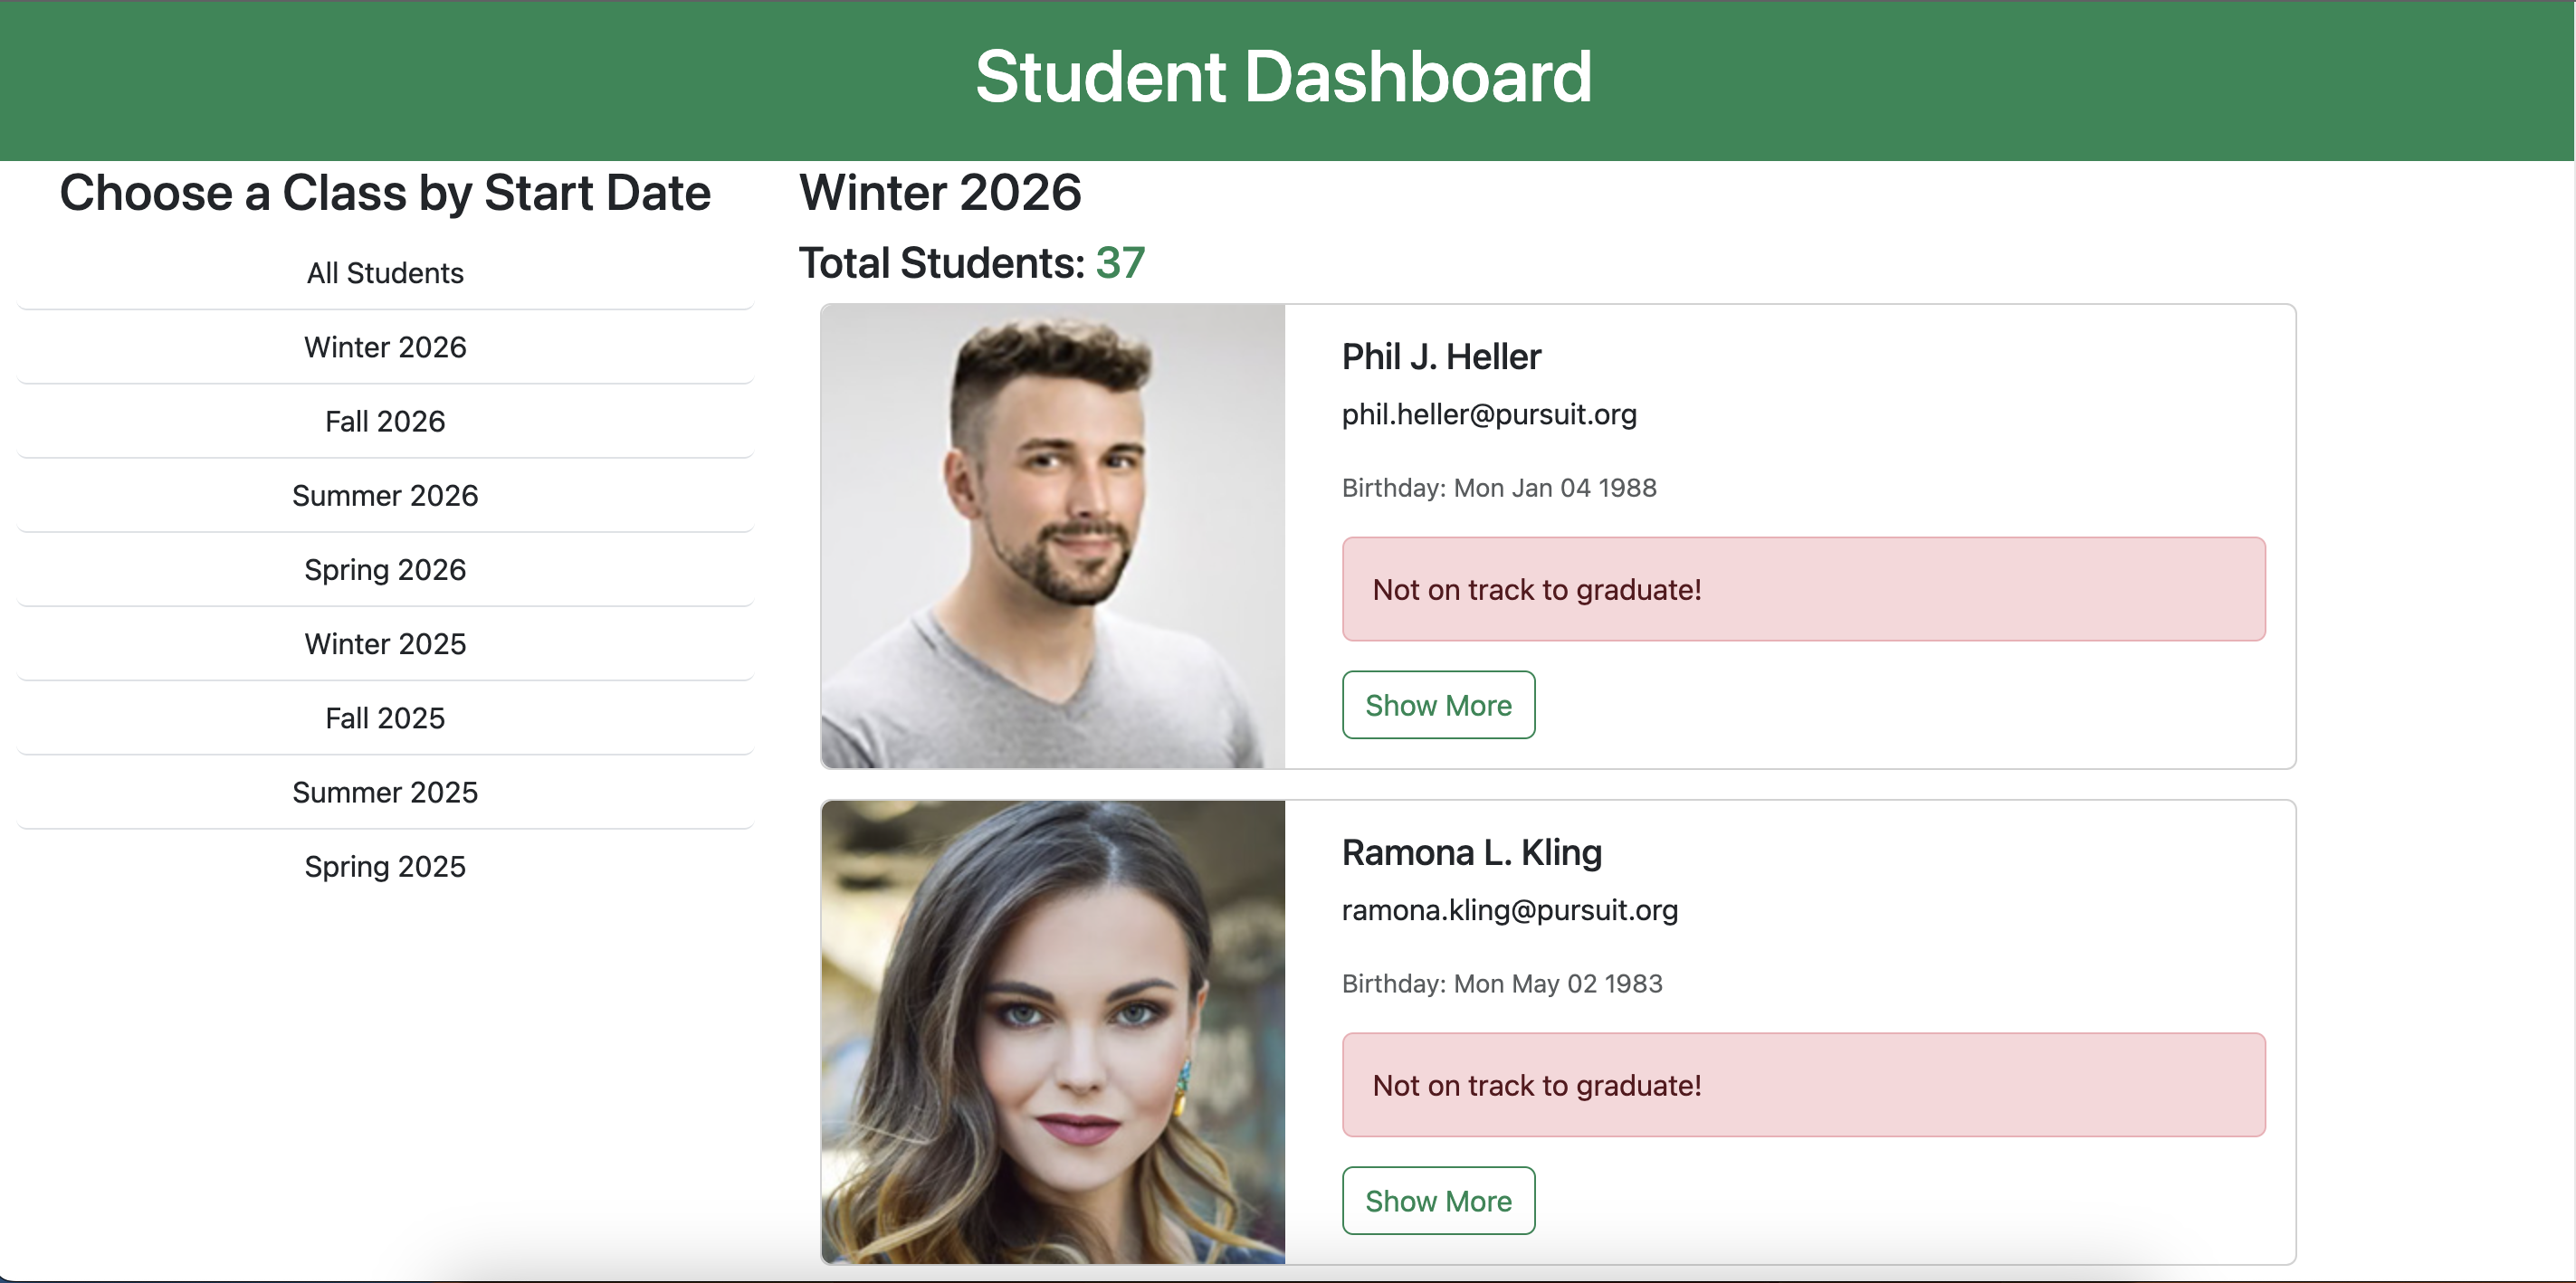 Student Dashboard
Choose a Class by Start Date
All Students
Winter 2026
Fall 2026
Summer 2026
Spring 2026
Winter 2025
Fall 2025
Summer 2025
Spring 2025
Winter 2026
Total Students: 37
Phil J. Heller
phil.heller@pursuit.org
Birthday: Mon Jan 04 1988
Not on track to graduate!
Show More
Ramona L. Kling
ramona.kling@pursuit.org
Birthday: Mon May 02 1983
Not on track to graduate!
Show More